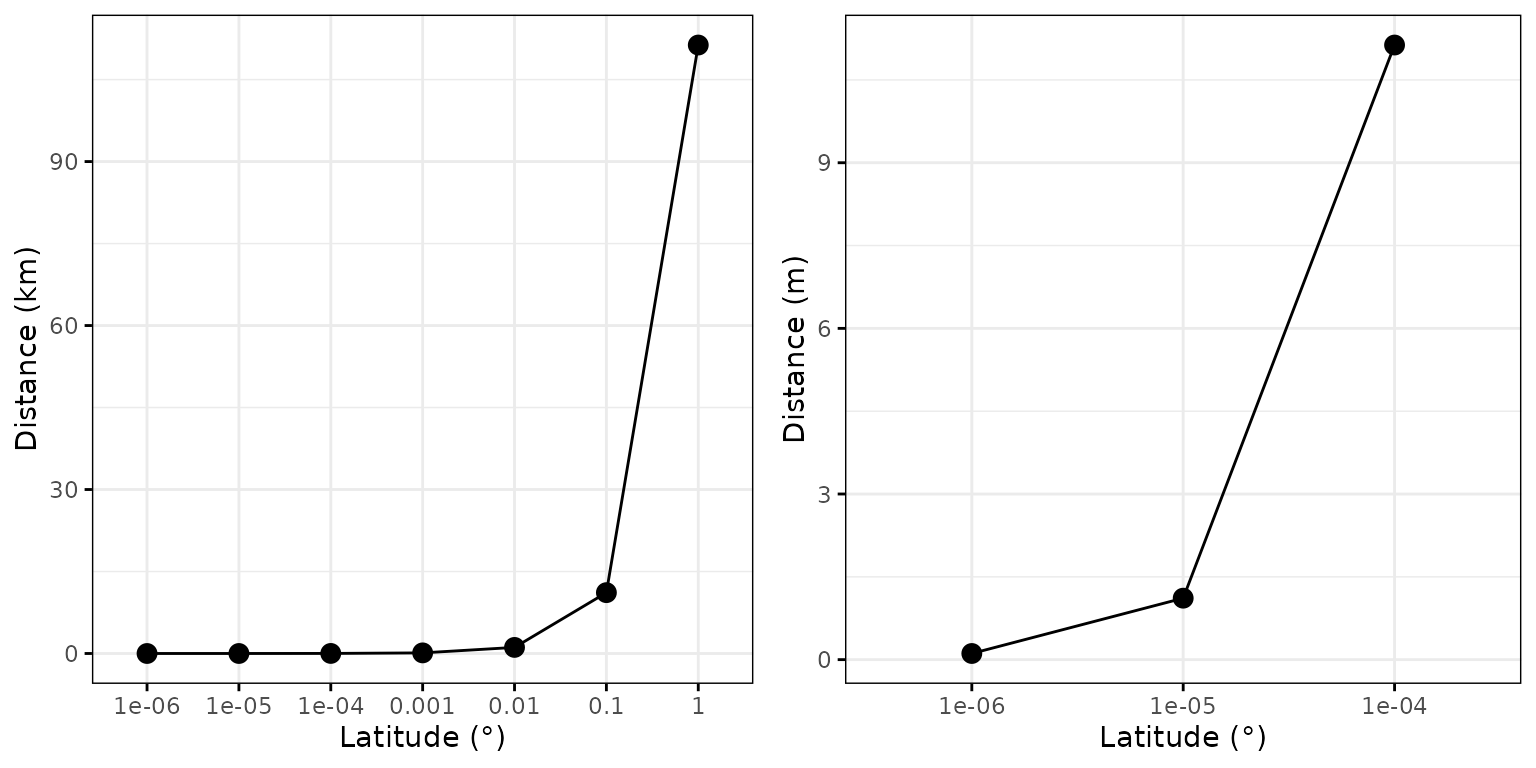 Distance (km)
90
60
30
0
1e-06 1e-05 1e-04 0.001 0.01 0.1 1
Latitude (°)
Distance (m)
9
6
3
0
1e-06 1e-05 1e-04
Latitude (°)